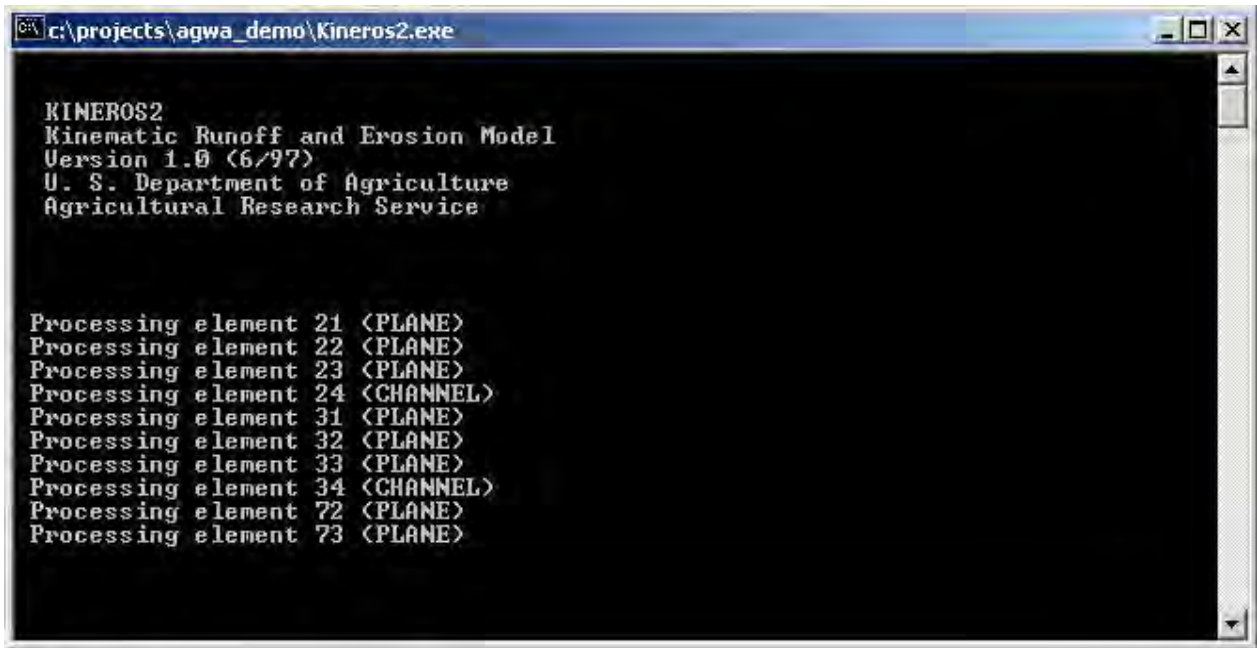 c:\projects\agwa_demo\Kineros2.exe
KINEROS2
Kinematic Runoff and Erosion Model
Version 1.0 (6/97)
U. S. Department of Agriculture
Agricultural Research Service
Processing element 21 (PLANE)
Processing element 22 (PLANE)
Processing element 23 (PLANE)
Processing element 24 (CHANNEL)
Processing element 31 (PLANE)
Processing element 32 (PLANE)
Processing element 33 (PLANE)
Processing element 34 (CHANNEL)
Processing element 72 (PLANE)
Processing element 73 (PLANE)